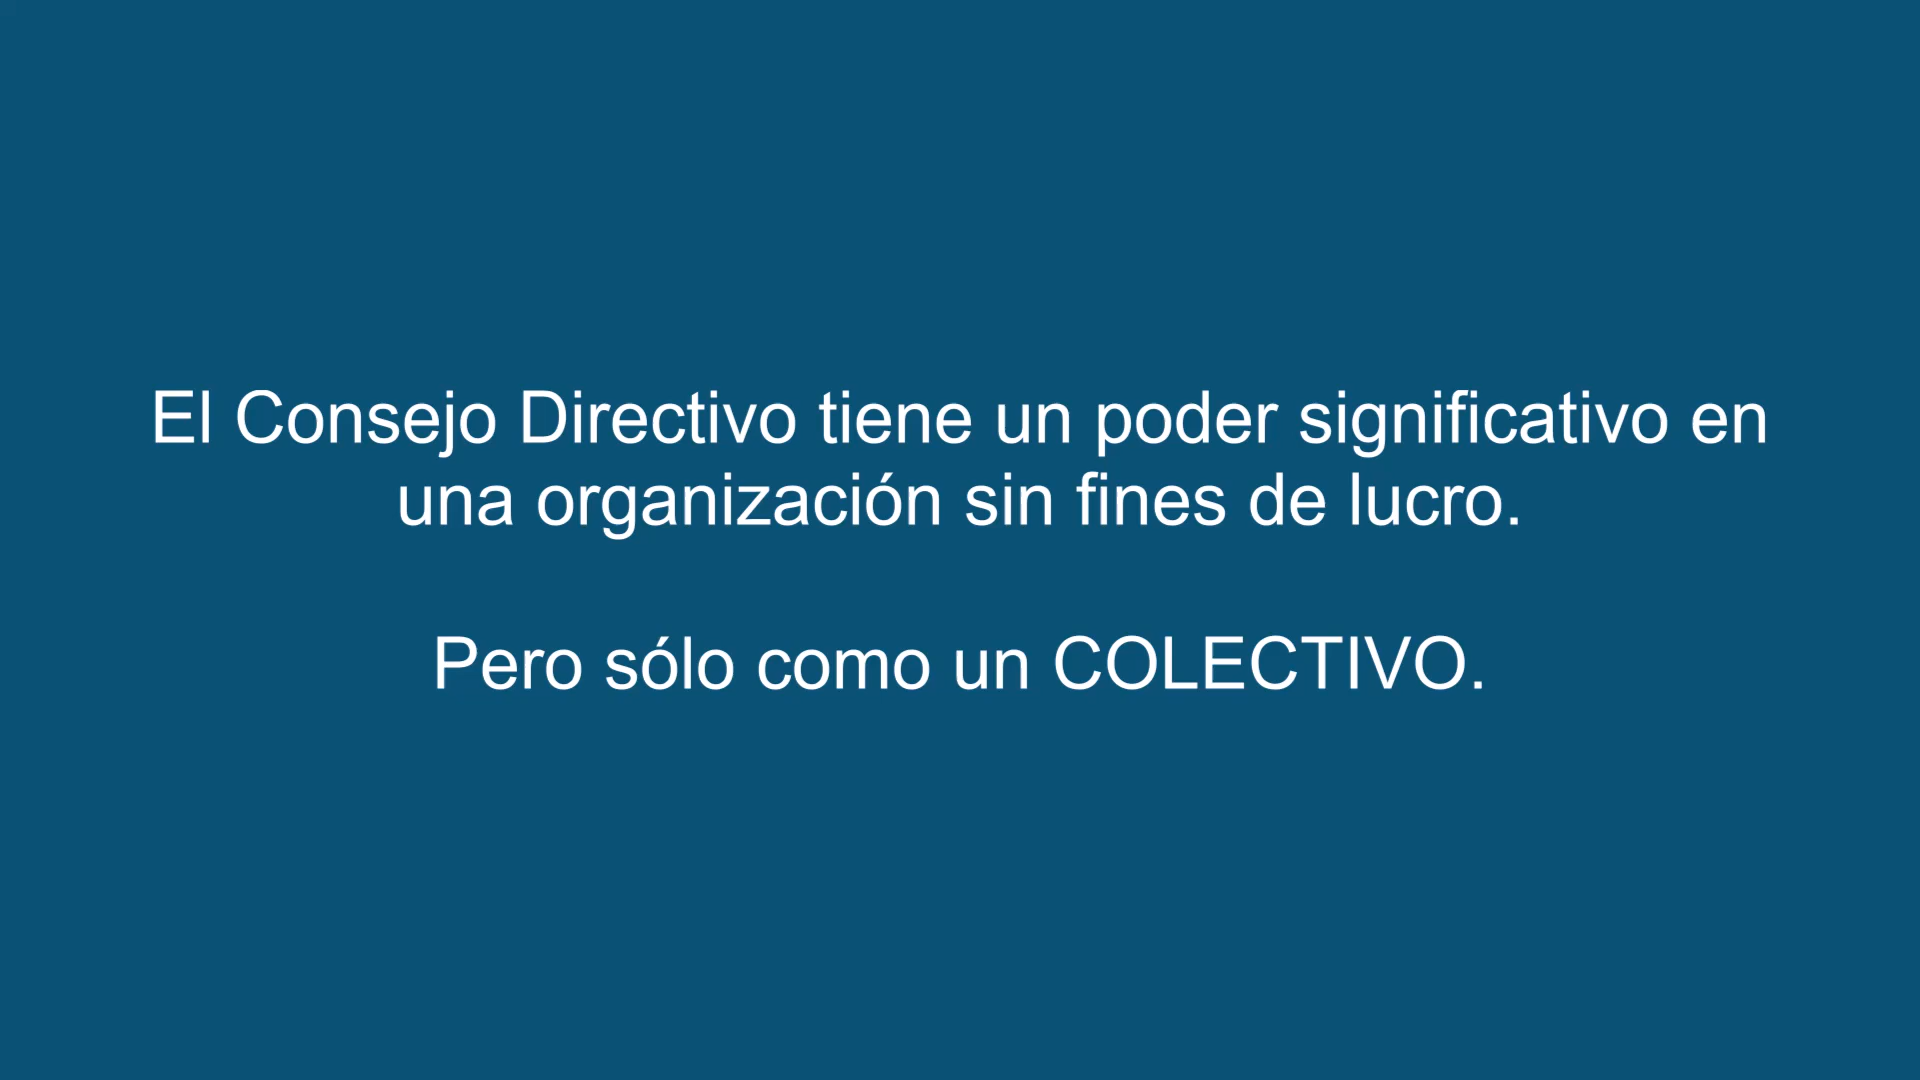 El Consejo Directivo tiene un poder significativo en
una organización sin fines de lucro.
Pero sólo como un COLECTIVO.